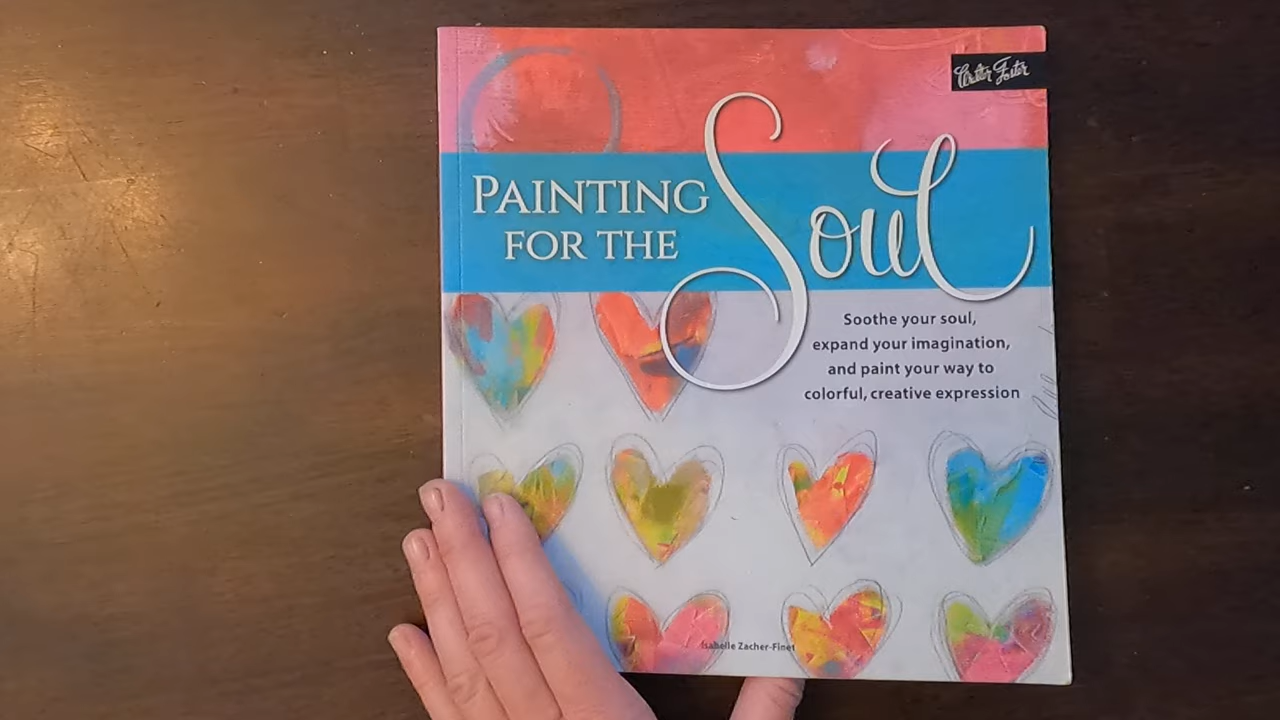 Walter Foster
PAINTING
FOR THE
Soul
Soothe your soul,
expand your imagination,
and paint your way to
colorful, creative expression
Isabelle Zacher-Finet